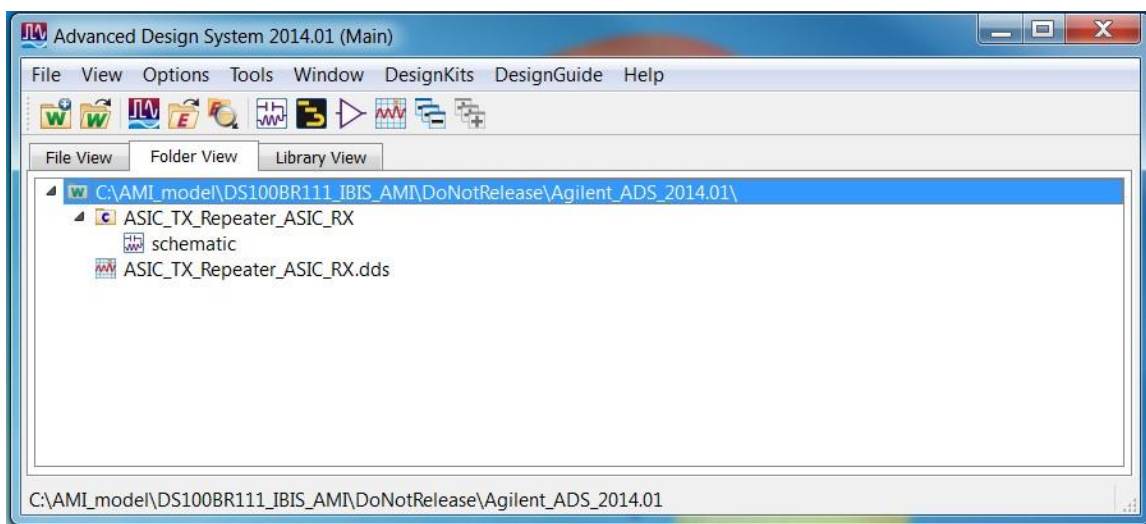 Advanced Design System 2014.01 (Main)
File View Options Tools Window DesignKits DesignGuide Help
File View Folder View Library View
W C:\AMI_model\DS100BR111_IBIS_AMI\DoNotRelease\Agilent_ADS_2014.01\
C ASIC_TX_Repeater_ASIC_RX
schematic
ASIC_TX_Repeater_ASIC_RX.dds
C:\AMI_model\DS100BR111_IBIS_AMI\DoNotRelease\Agilent_ADS_2014.01